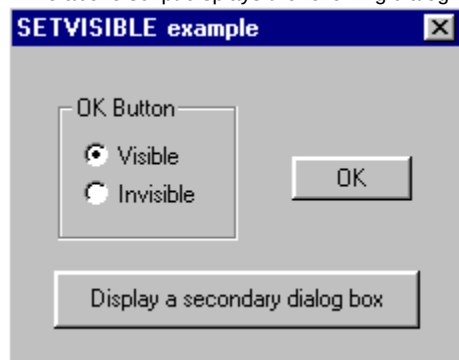 SETVISIBLE example
OK Button
Visible
Invisible
OK
Display a secondary dialog box